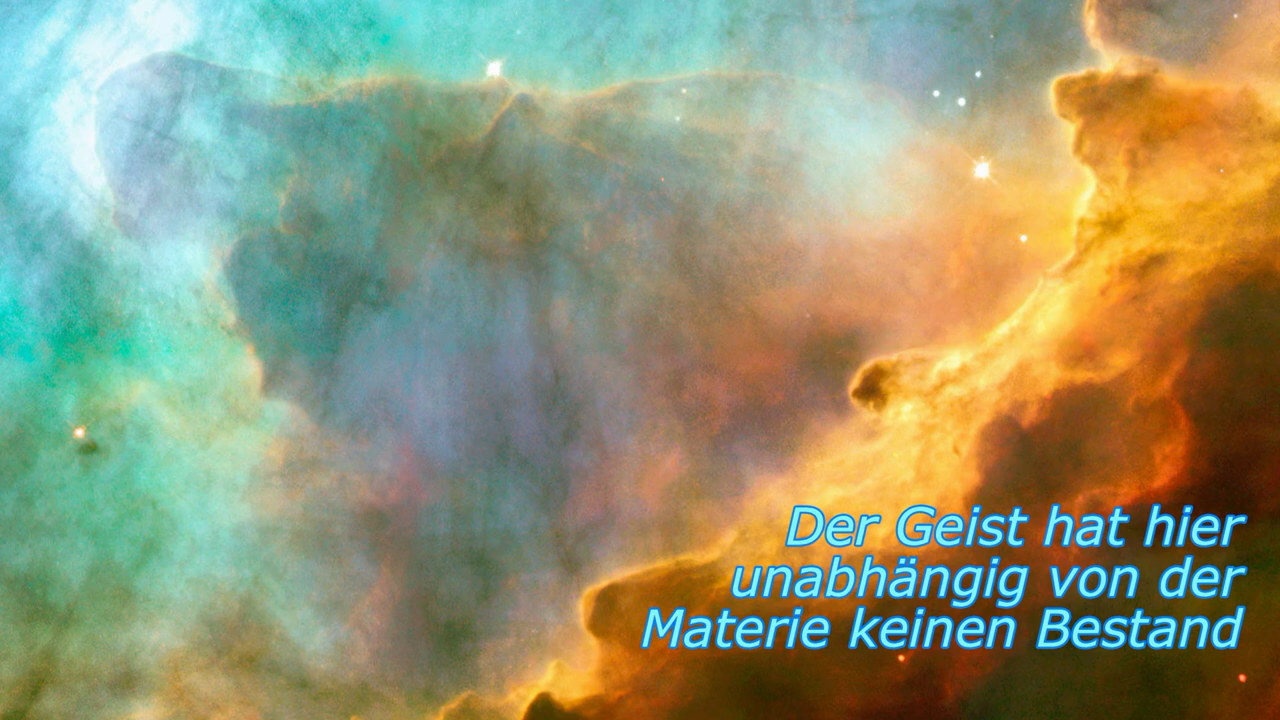 Der Geist hat hier
unabhängig von der
Materie keinen Bestand